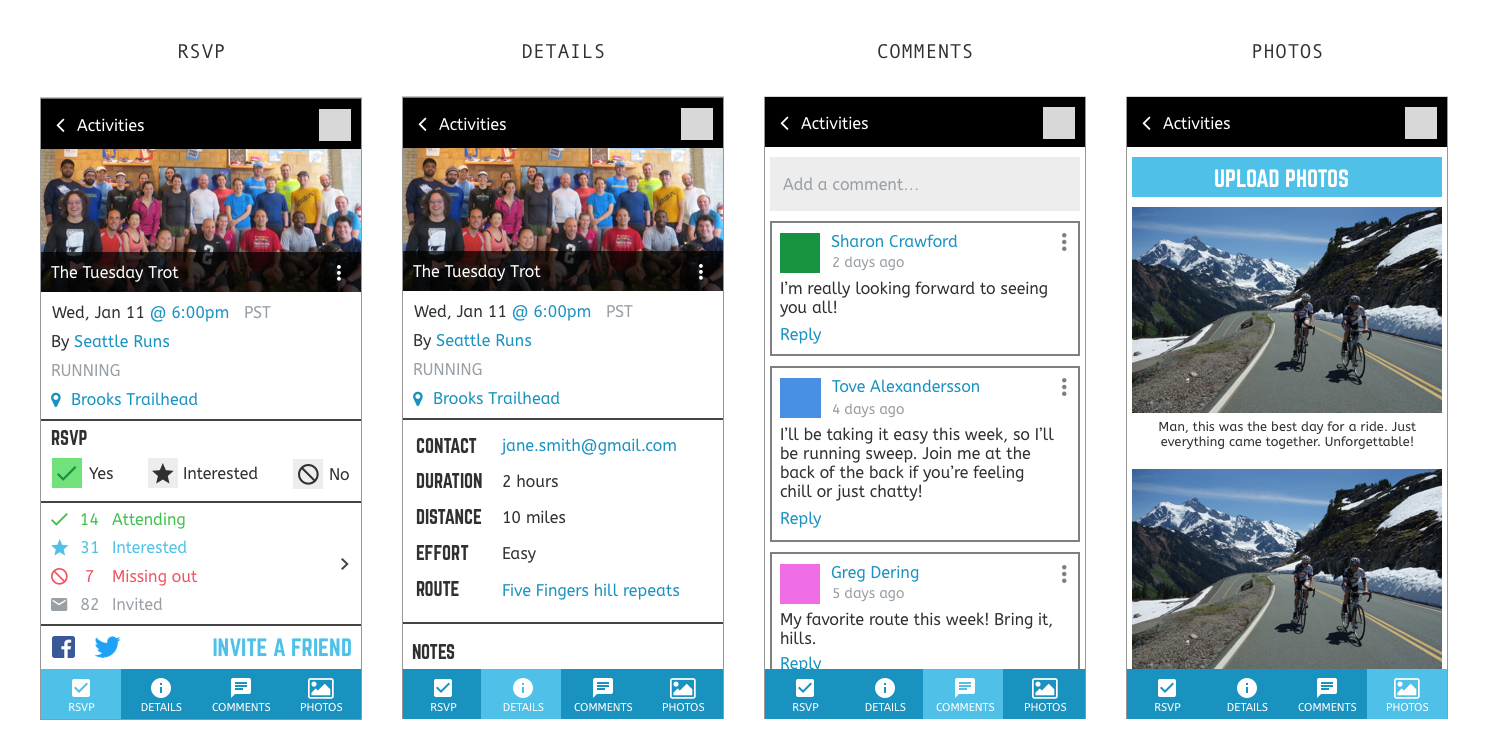 RSVP
Activities
The Tuesday Trot
Wed, Jan 11 @ 6:00pm PST
By Seattle Runs
RUNNING
Brooks Trailhead
RSVP
Yes Interested No
14 Attending
31 Interested
7 Missing out
82 Invited
INVITE A FRIEND
RSVP DETAILS COMMENTS PHOTOS
DETAILS
Activities
The Tuesday Trot
Wed, Jan 11 @ 6:00pm PST
By Seattle Runs
RUNNING
Brooks Trailhead
CONTACT jane.smith@gmail.com
DURATION 2 hours
DISTANCE 10 miles
EFFORT Easy
ROUTE Five Fingers hill repeats
NOTES
RSVP DETAILS COMMENTS PHOTOS
COMMENTS
Activities
Add a comment...
Sharon Crawford
2 days ago
I'm really looking forward to seeing
you all!
Reply
Tove Alexandersson
4 days ago
I'll be taking it easy this week, so I'll
be running sweep. Join me at the
back of the back if you're feeling
chill or just chatty!
Reply
Greg Dering
5 days ago
My favorite route this week! Bring it,
hills.
Reply
RSVP DETAILS COMMENTS PHOTOS
PHOTOS
Activities
UPLOAD PHOTOS
Man, this was the best day for a ride. Just
everything came together. Unforgettable!
RSVP DETAILS COMMENTS PHOTOS